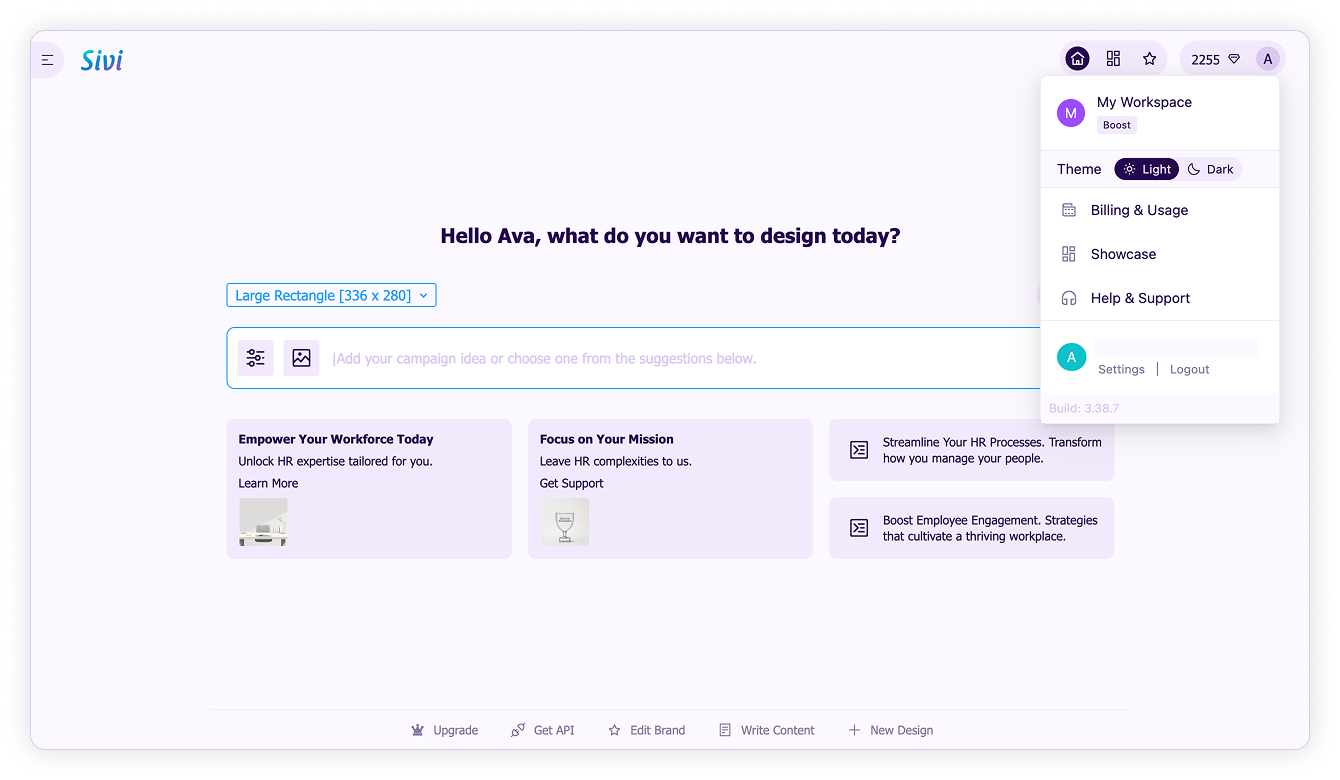 Sivi
2255
A
M
My Workspace
Boost
Theme
Light
Dark
Billing & Usage
Showcase
Help & Support
A
Settings | Logout
Build: 3.38.7
Hello Ava, what do you want to design today?
Large Rectangle [336 x 280]
|Add your campaign idea or choose one from the suggestions below.
Empower Your Workforce Today
Unlock HR expertise tailored for you.
Learn More
Focus on Your Mission
Leave HR complexities to us.
Get Support
Streamline Your HR Processes. Transform
how you manage your people.
Boost Employee Engagement. Strategies
that cultivate a thriving workplace.
Upgrade
Get API
Edit Brand
Write Content
New Design